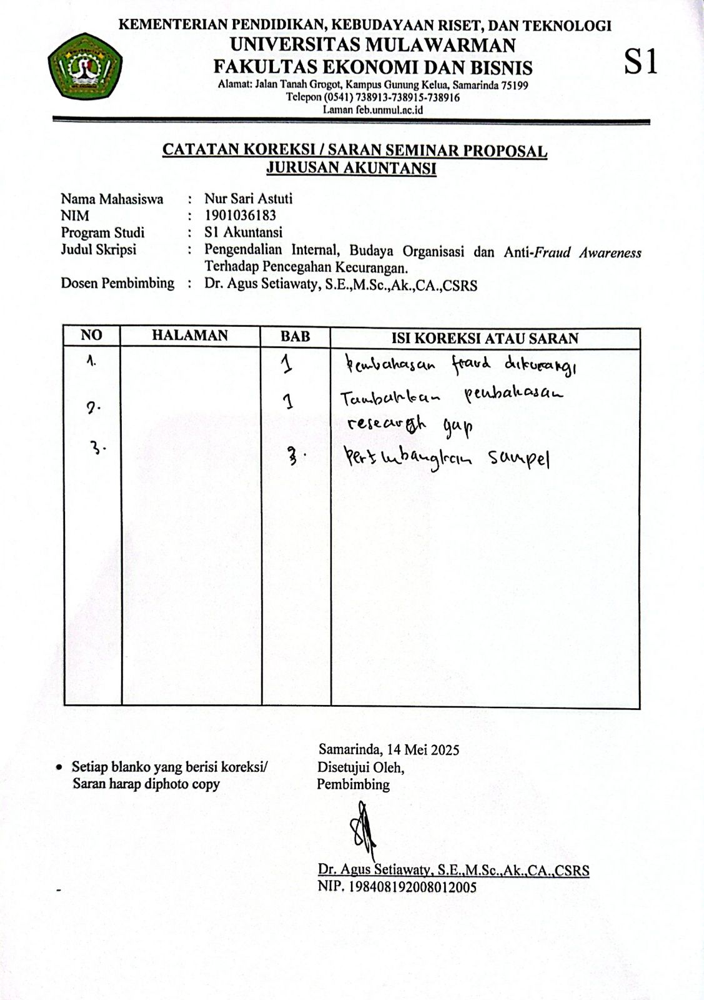 KEMENTERIAN PENDIDIKAN, KEBUDAYAAN RISET, DAN TEKNOLOGI
UNIVERSITAS MULAWARMAN
FAKULTAS EKONOMI DAN BISNIS
S1
Alamat: Jalan Tanah Grogot, Kampus Gunung Kelua, Samarinda 75199
Telepon (0541) 738913-738915-738916
Laman feb.unmul.ac.id
CATATAN KOREKSI / SARAN SEMINAR PROPOSAL
JURUSAN AKUNTANSI
Nama Mahasiswa : Nur Sari Astuti
NIM : 1901036183
Program Studi : S1 Akuntansi
Judul Skripsi : Pengendalian Internal, Budaya Organisasi dan Anti-Fraud Awareness
Terhadap Pencegahan Kecurangan.
Dosen Pembimbing : Dr. Agus Setiawaty, S.E.,M.Sc.,Ak.,CA.,CSRS
NO HALAMAN BAB ISI KOREKSI ATAU SARAN
1. 1 Pembahasan fraud dikurangi
2. 1 Tambahkan pembahasan
research gap
3. 3. Pertimbangkan sampel
Samarinda, 14 Mei 2025
• Setiap blanko yang berisi koreksi/ Disetujui Oleh,
Saran harap diphoto copy Pembimbing
Dr. Agus Setiawaty, S.E.,M.Sc.,Ak.,CA.,CSRS
NIP. 198408192008012005